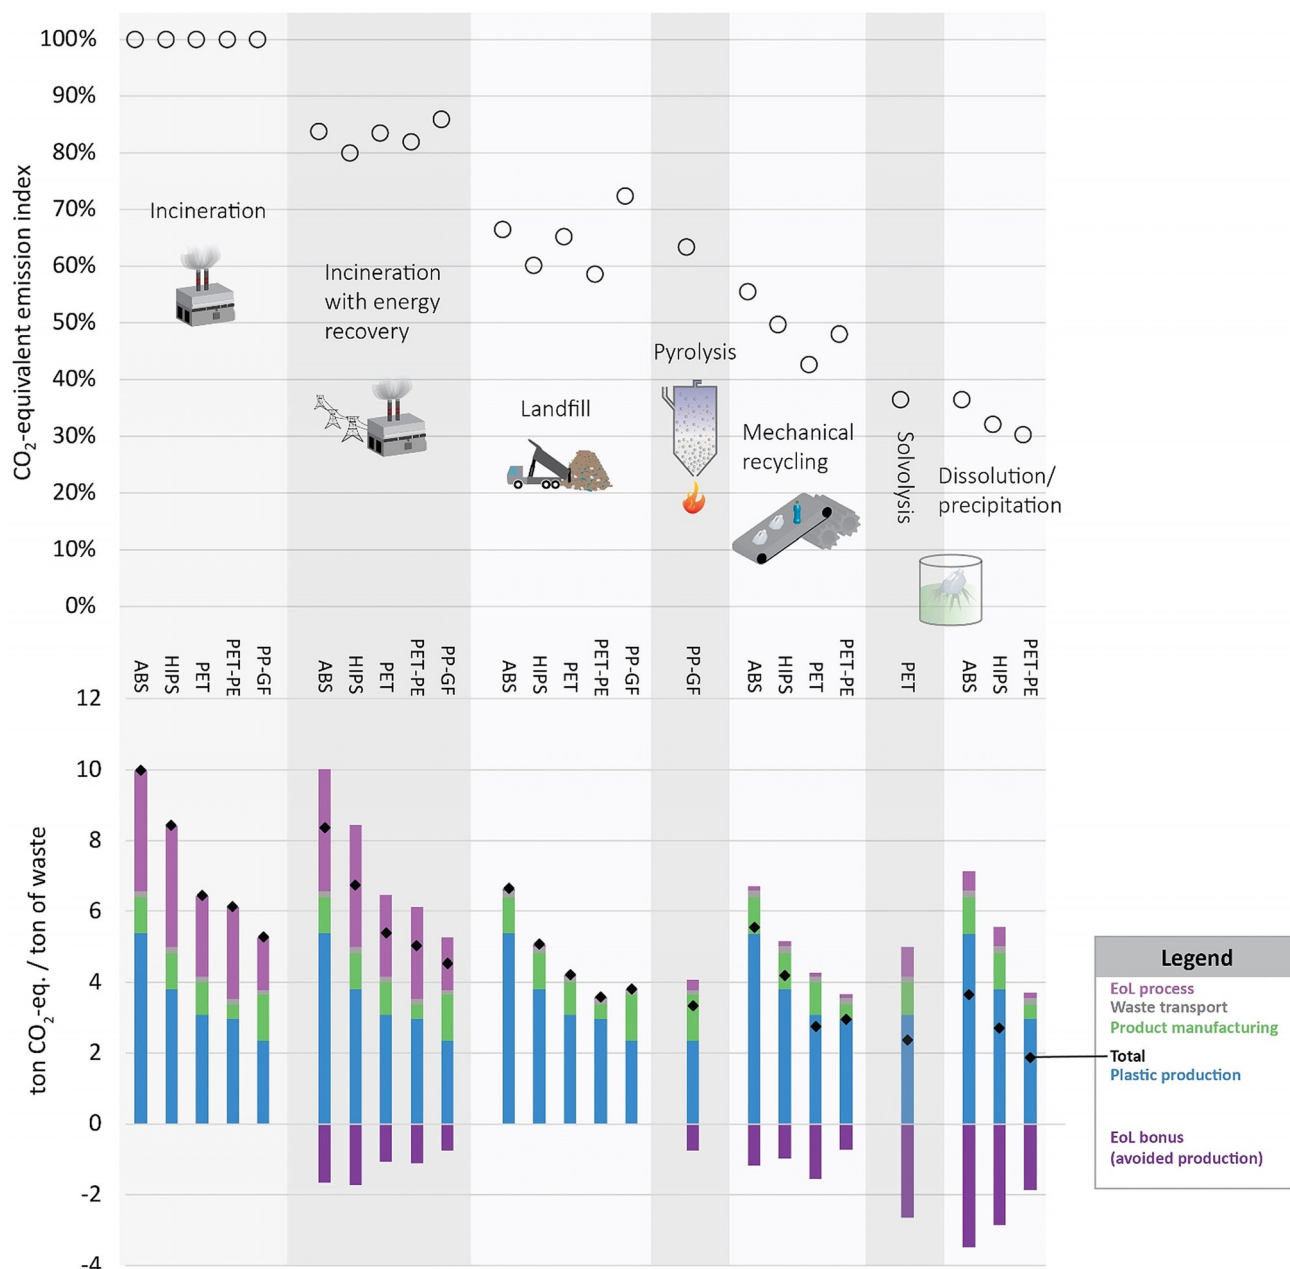 100%
90%
80%
70%
60%
50%
40%
30%
20%
10%
0%
CO₂-equivalent emission index
Incineration
Incineration
with energy
recovery
Landfill
Pyrolysis
Mechanical
recycling
Solvolysis
Dissolution/
precipitation
ABS
HIPS
PET
PET-PE
PP-GF
ABS
HIPS
PET
PET-PE
PP-GF
ABS
HIPS
PET
PET-PE
PP-GF
PP-GF
ABS
HIPS
PET
PET-PE
PET
ABS
HIPS
PET-PE
12
10
8
6
4
2
0
-2
-4
ton CO₂-eq. / ton of waste
Legend
EoL process
Waste transport
Product manufacturing
Total
Plastic production
EoL bonus
(avoided production)